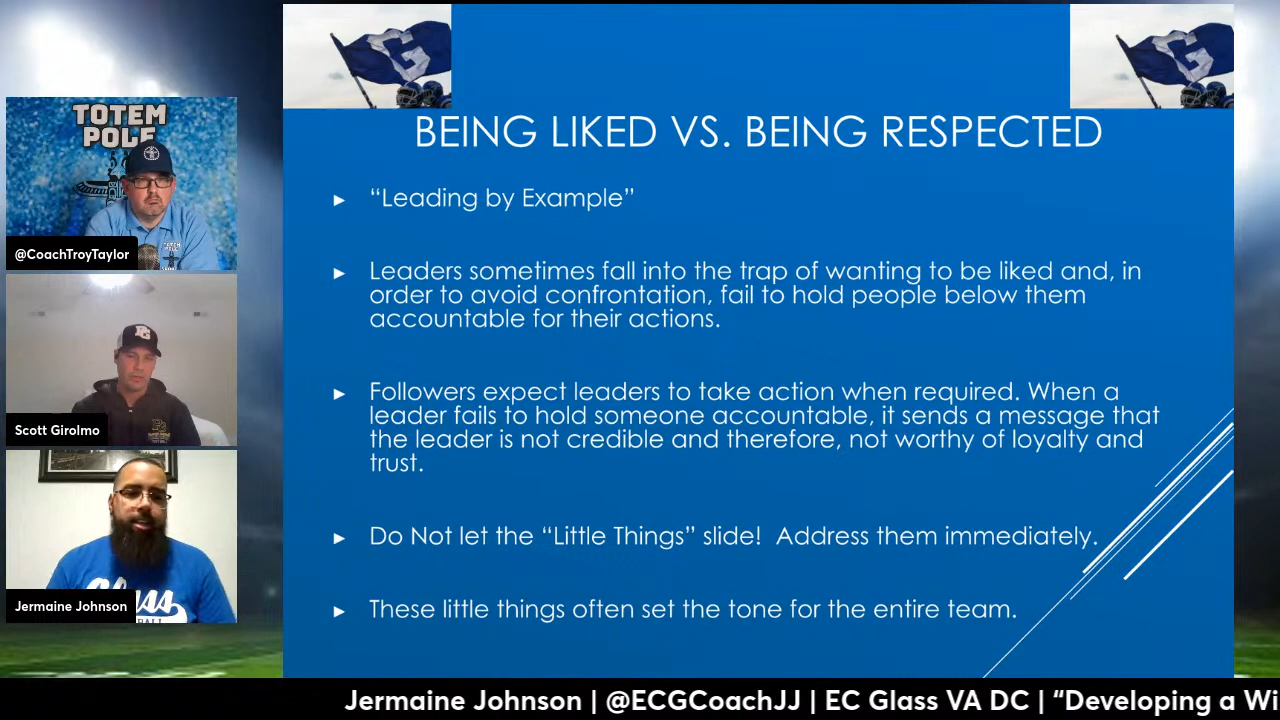 TOTEM
POLE
@CoachTroyTaylor
Scott Girolmo
Jermaine Johnson
G
G
BEING LIKED VS. BEING RESPECTED
► “Leading by Example”
► Leaders sometimes fall into the trap of wanting to be liked and, in
order to avoid confrontation, fail to hold people below them
accountable for their actions.
► Followers expect leaders to take action when required. When a
leader fails to hold someone accountable, it sends a message that
the leader is not credible and therefore, not worthy of loyalty and
trust.
► Do Not let the “Little Things” slide!  Address them immediately.
► These little things often set the tone for the entire team.
Jermaine Johnson | @ECGCoachJJ | EC Glass VA DC | “Developing a Wi